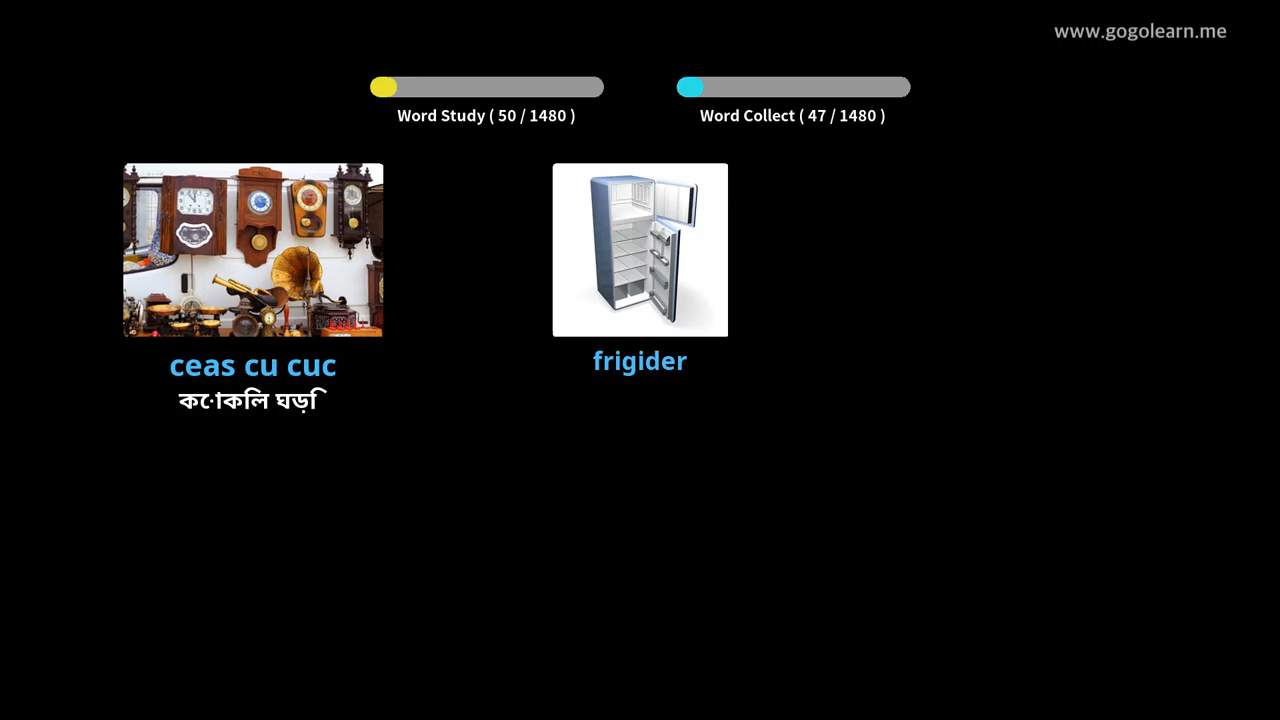 www.gogolearn.me
Word Study ( 50 / 1480 )
Word Collect ( 47 / 1480 )
ceas cu cuc
কোকিল ঘড়ি
frigider